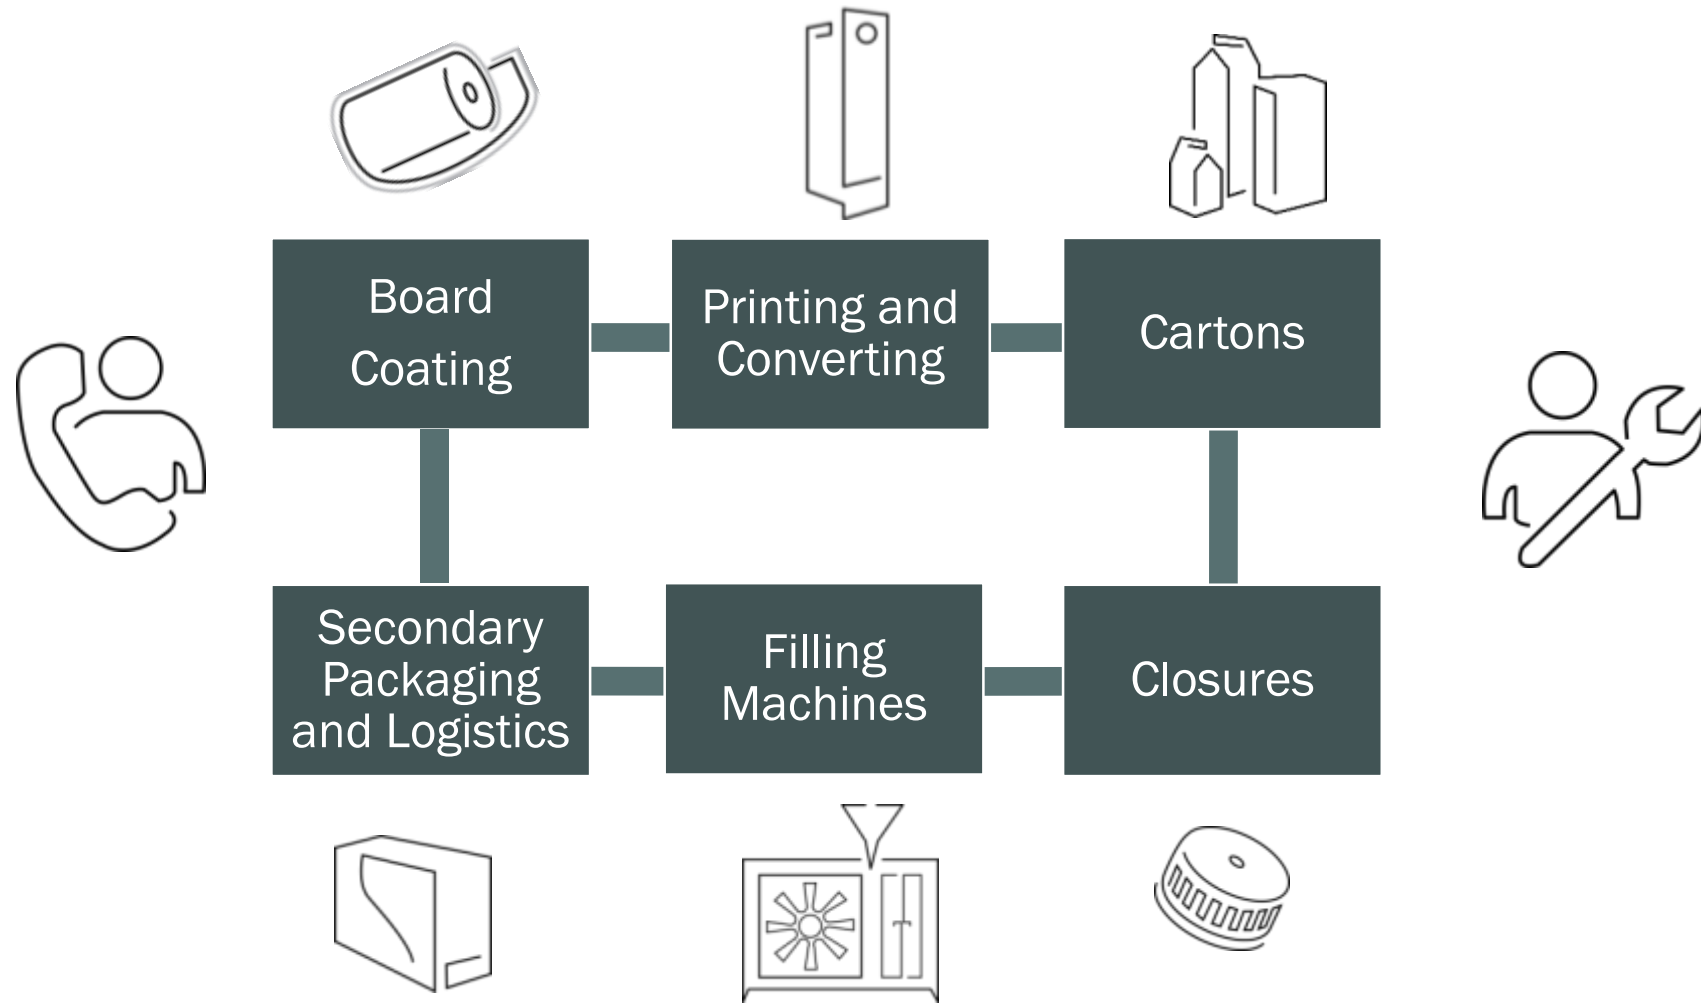 Board
Coating
Printing and
Converting
Cartons
Secondary
Packaging
and Logistics
Filling
Machines
Closures